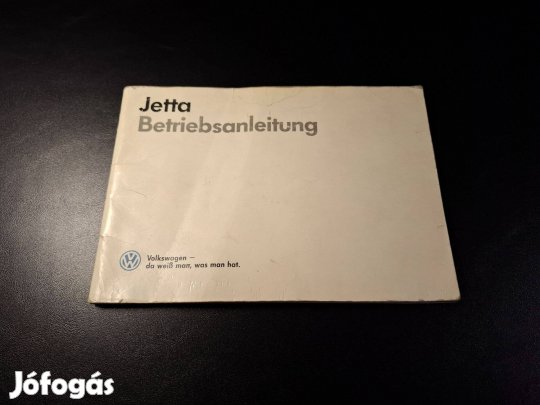 Jetta
Betriebsanleitung
Volkswagen –
da weiß man, was man hat.
Jófogás